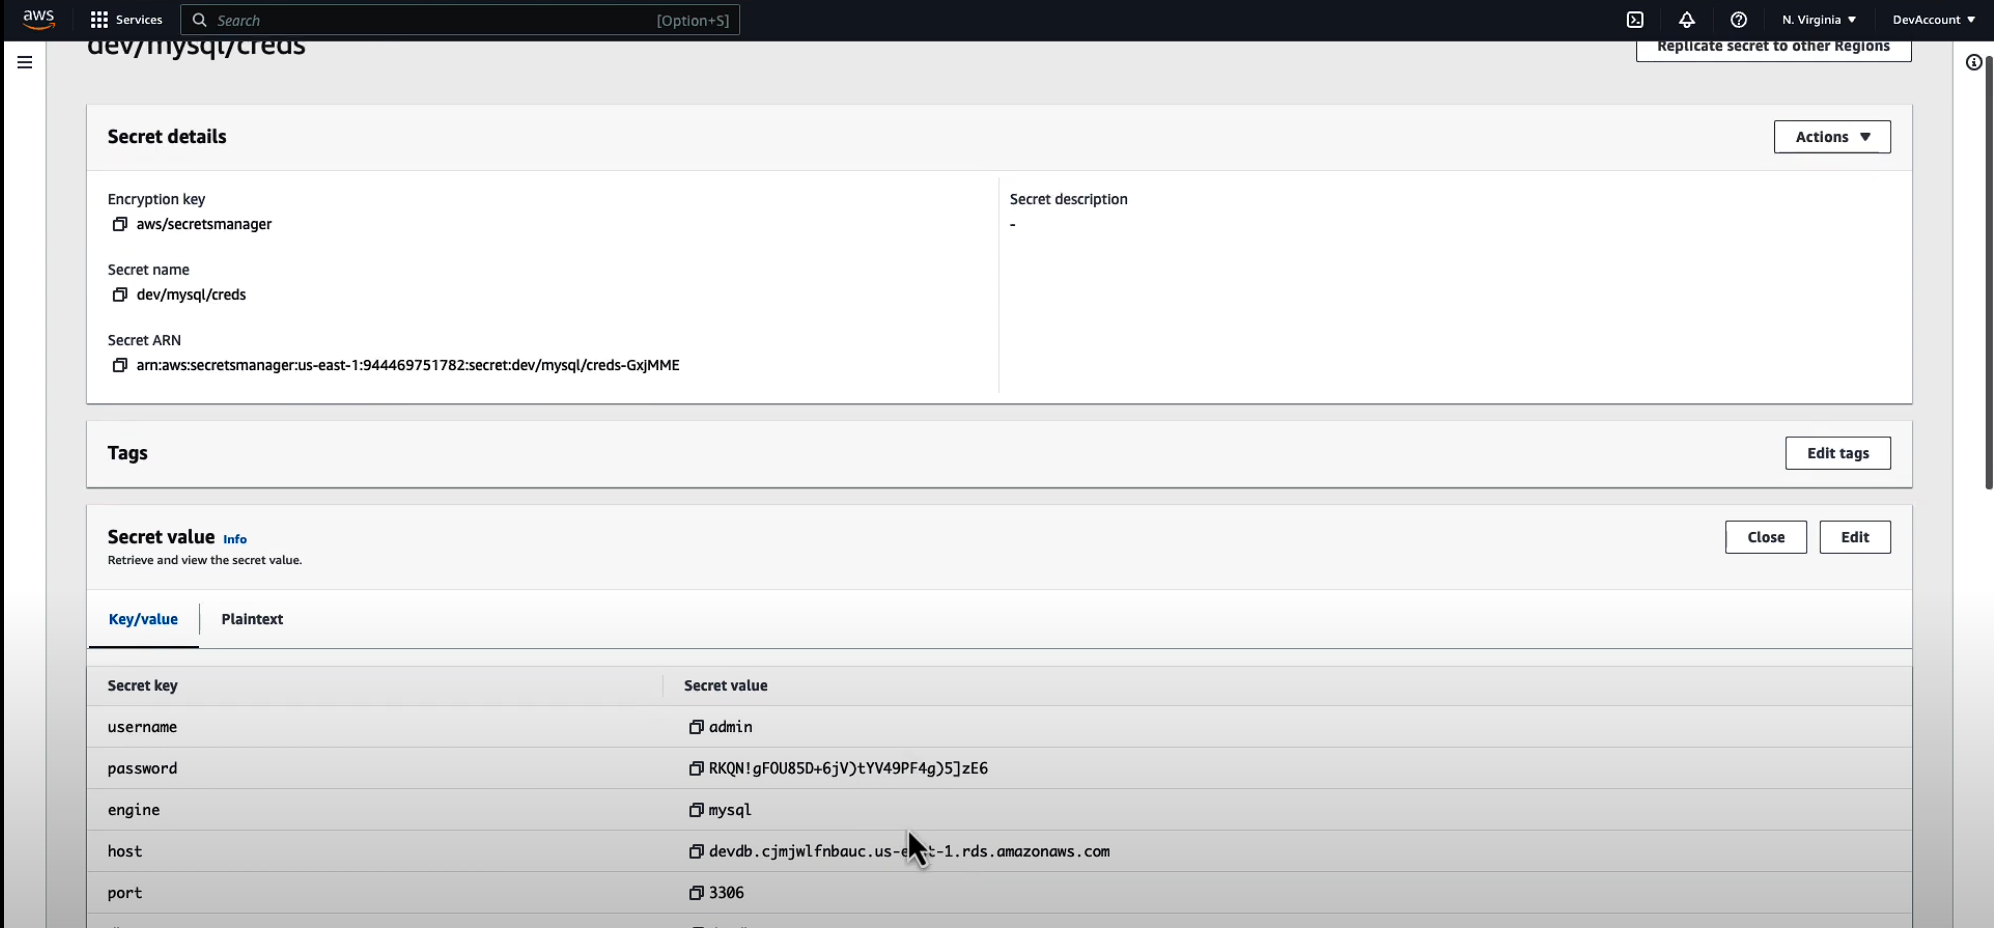 aws
Services
Search
[Option+S]
N. Virginia
DevAccount
dev/mysql/creds
Replicate secret to other Regions
Secret details
Actions
Encryption key
aws/secretsmanager
Secret description
-
Secret name
dev/mysql/creds
Secret ARN
arn:aws:secretsmanager:us-east-1:944469751782:secret:dev/mysql/creds-GxjMME
Tags
Edit tags
Secret value Info
Retrieve and view the secret value.
Close
Edit
Key/value
Plaintext
Secret key
Secret value
username
admin
password
RKQN!gFOU85D+6jV)tYV49PF4g)5]zE6
engine
mysql
host
devdb.cjmjwlfnbauc.us-east-1.rds.amazonaws.com
port
3306